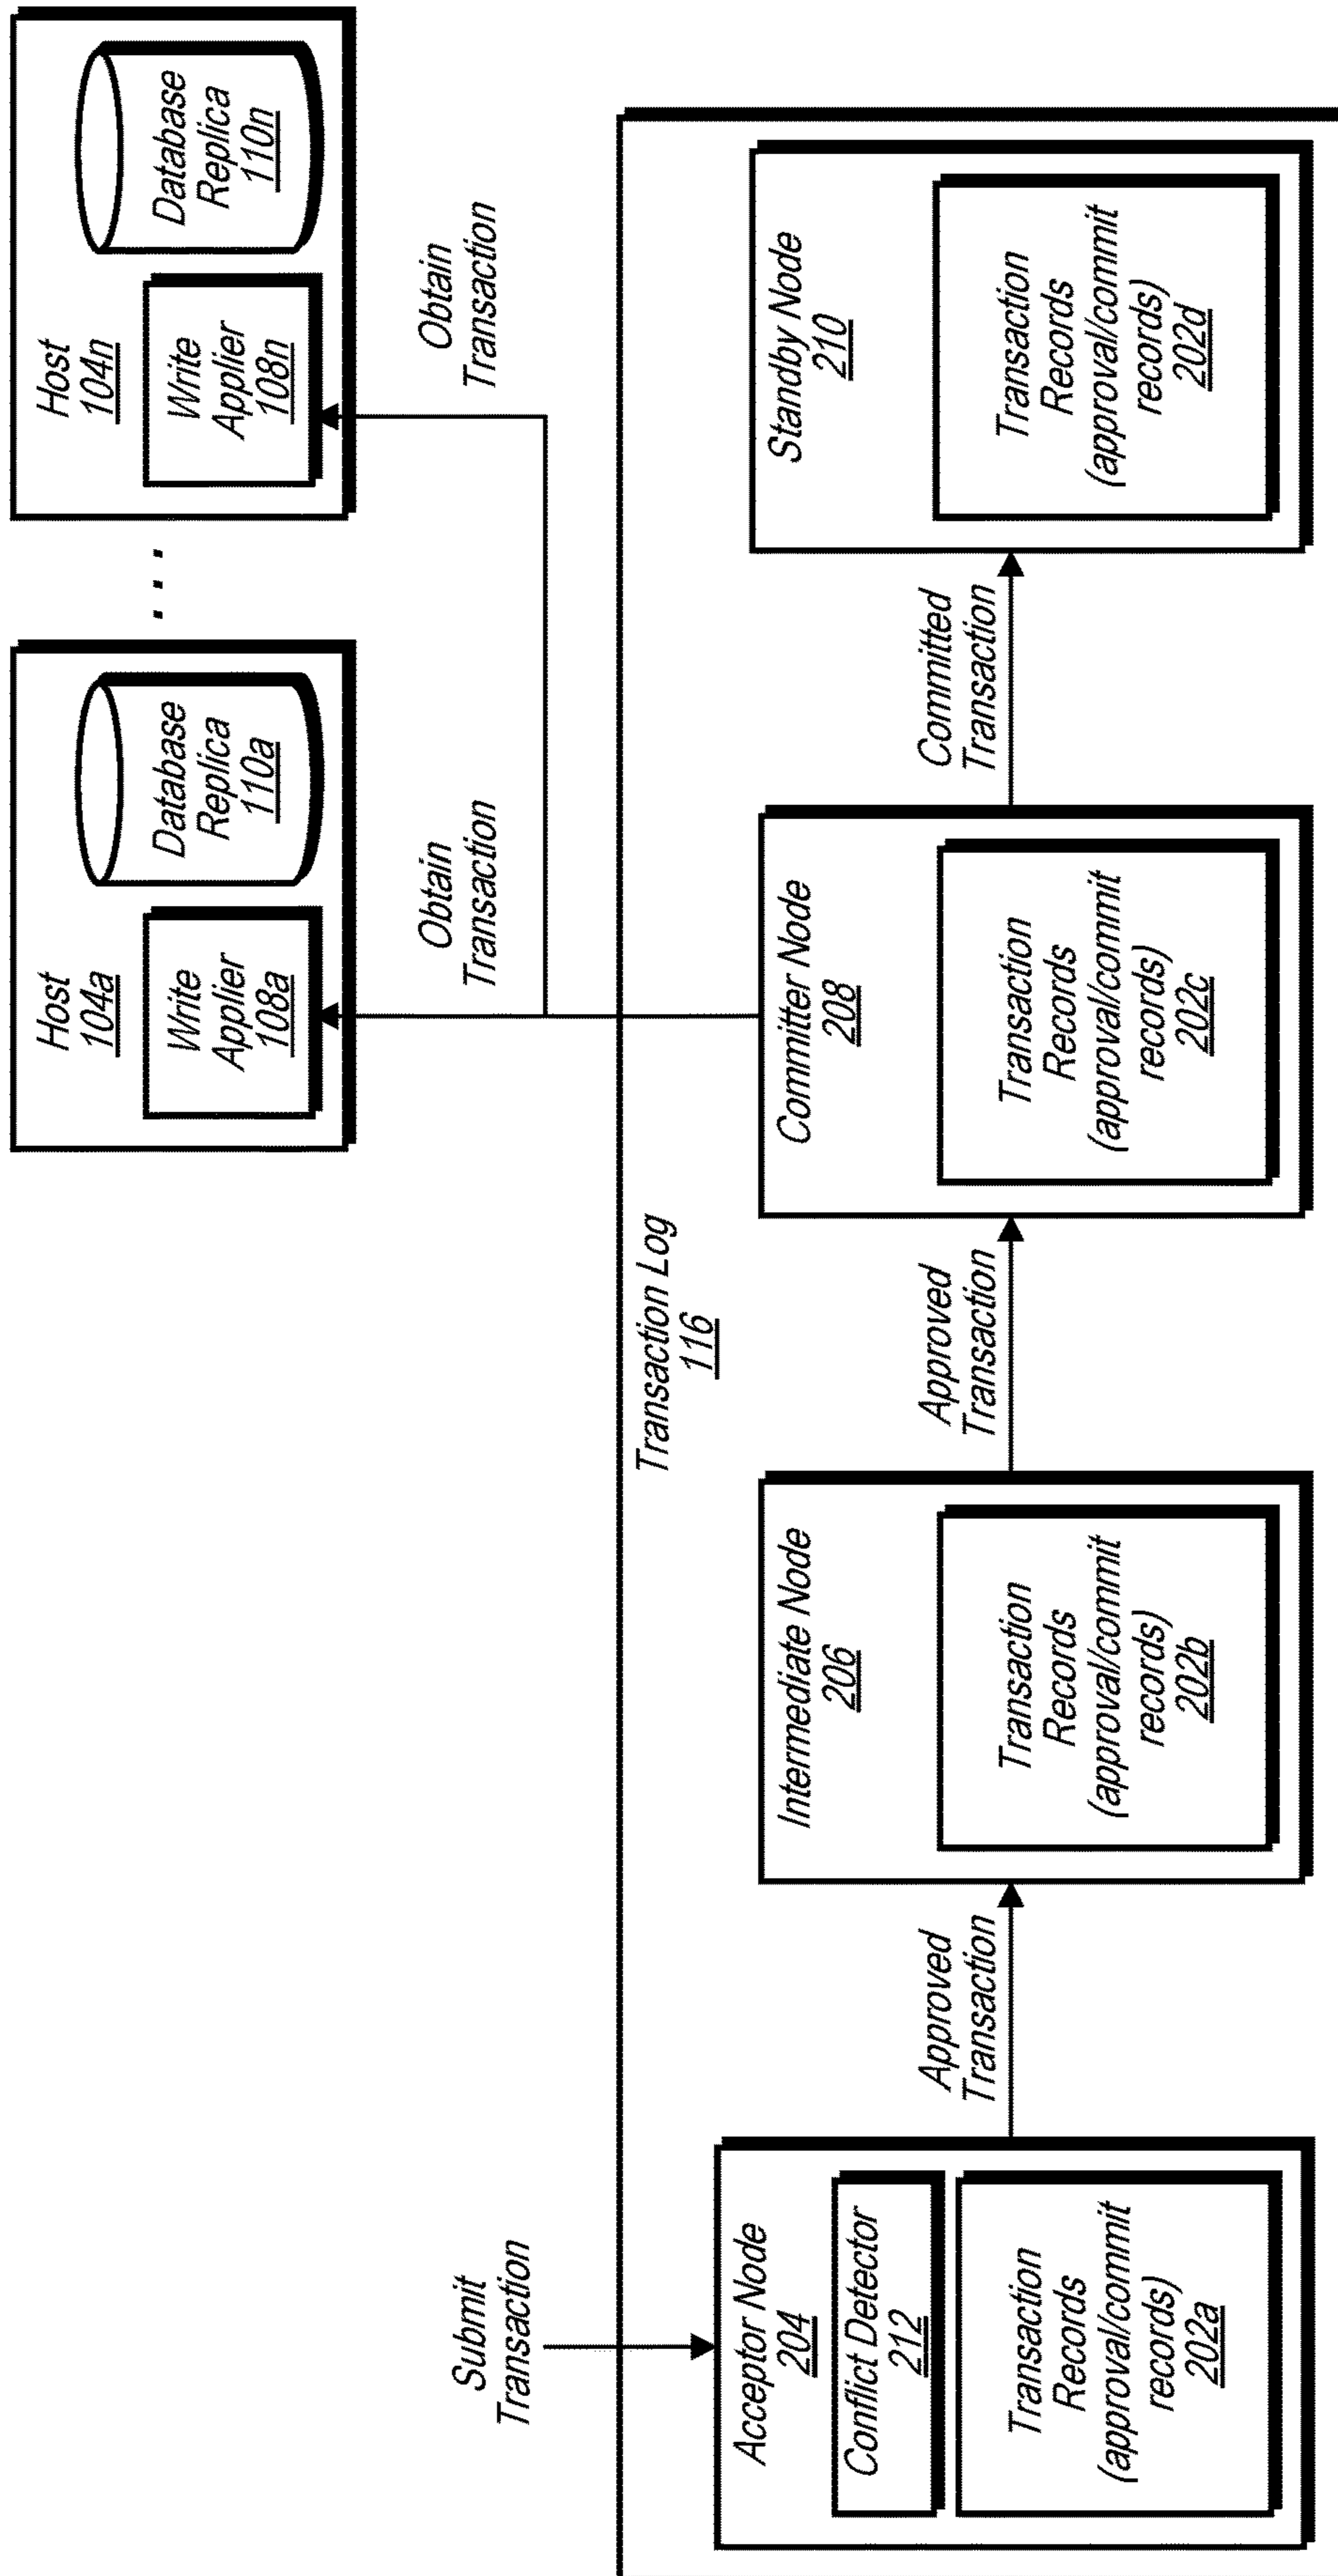 Host
104a
Write
Applier
108a
Database
Replica
110a
. . .
Host
104n
Write
Applier
108n
Database
Replica
110n
Submit
Transaction
Obtain
Transaction
Obtain
Transaction
Transaction Log
116
Acceptor Node
204
Conflict Detector
212
Transaction
Records
(approval/commit
records)
202a
Approved
Transaction
Intermediate Node
206
Transaction
Records
(approval/commit
records)
202b
Approved
Transaction
Committer Node
208
Transaction
Records
(approval/commit
records)
202c
Committed
Transaction
Standby Node
210
Transaction
Records
(approval/commit
records)
202d